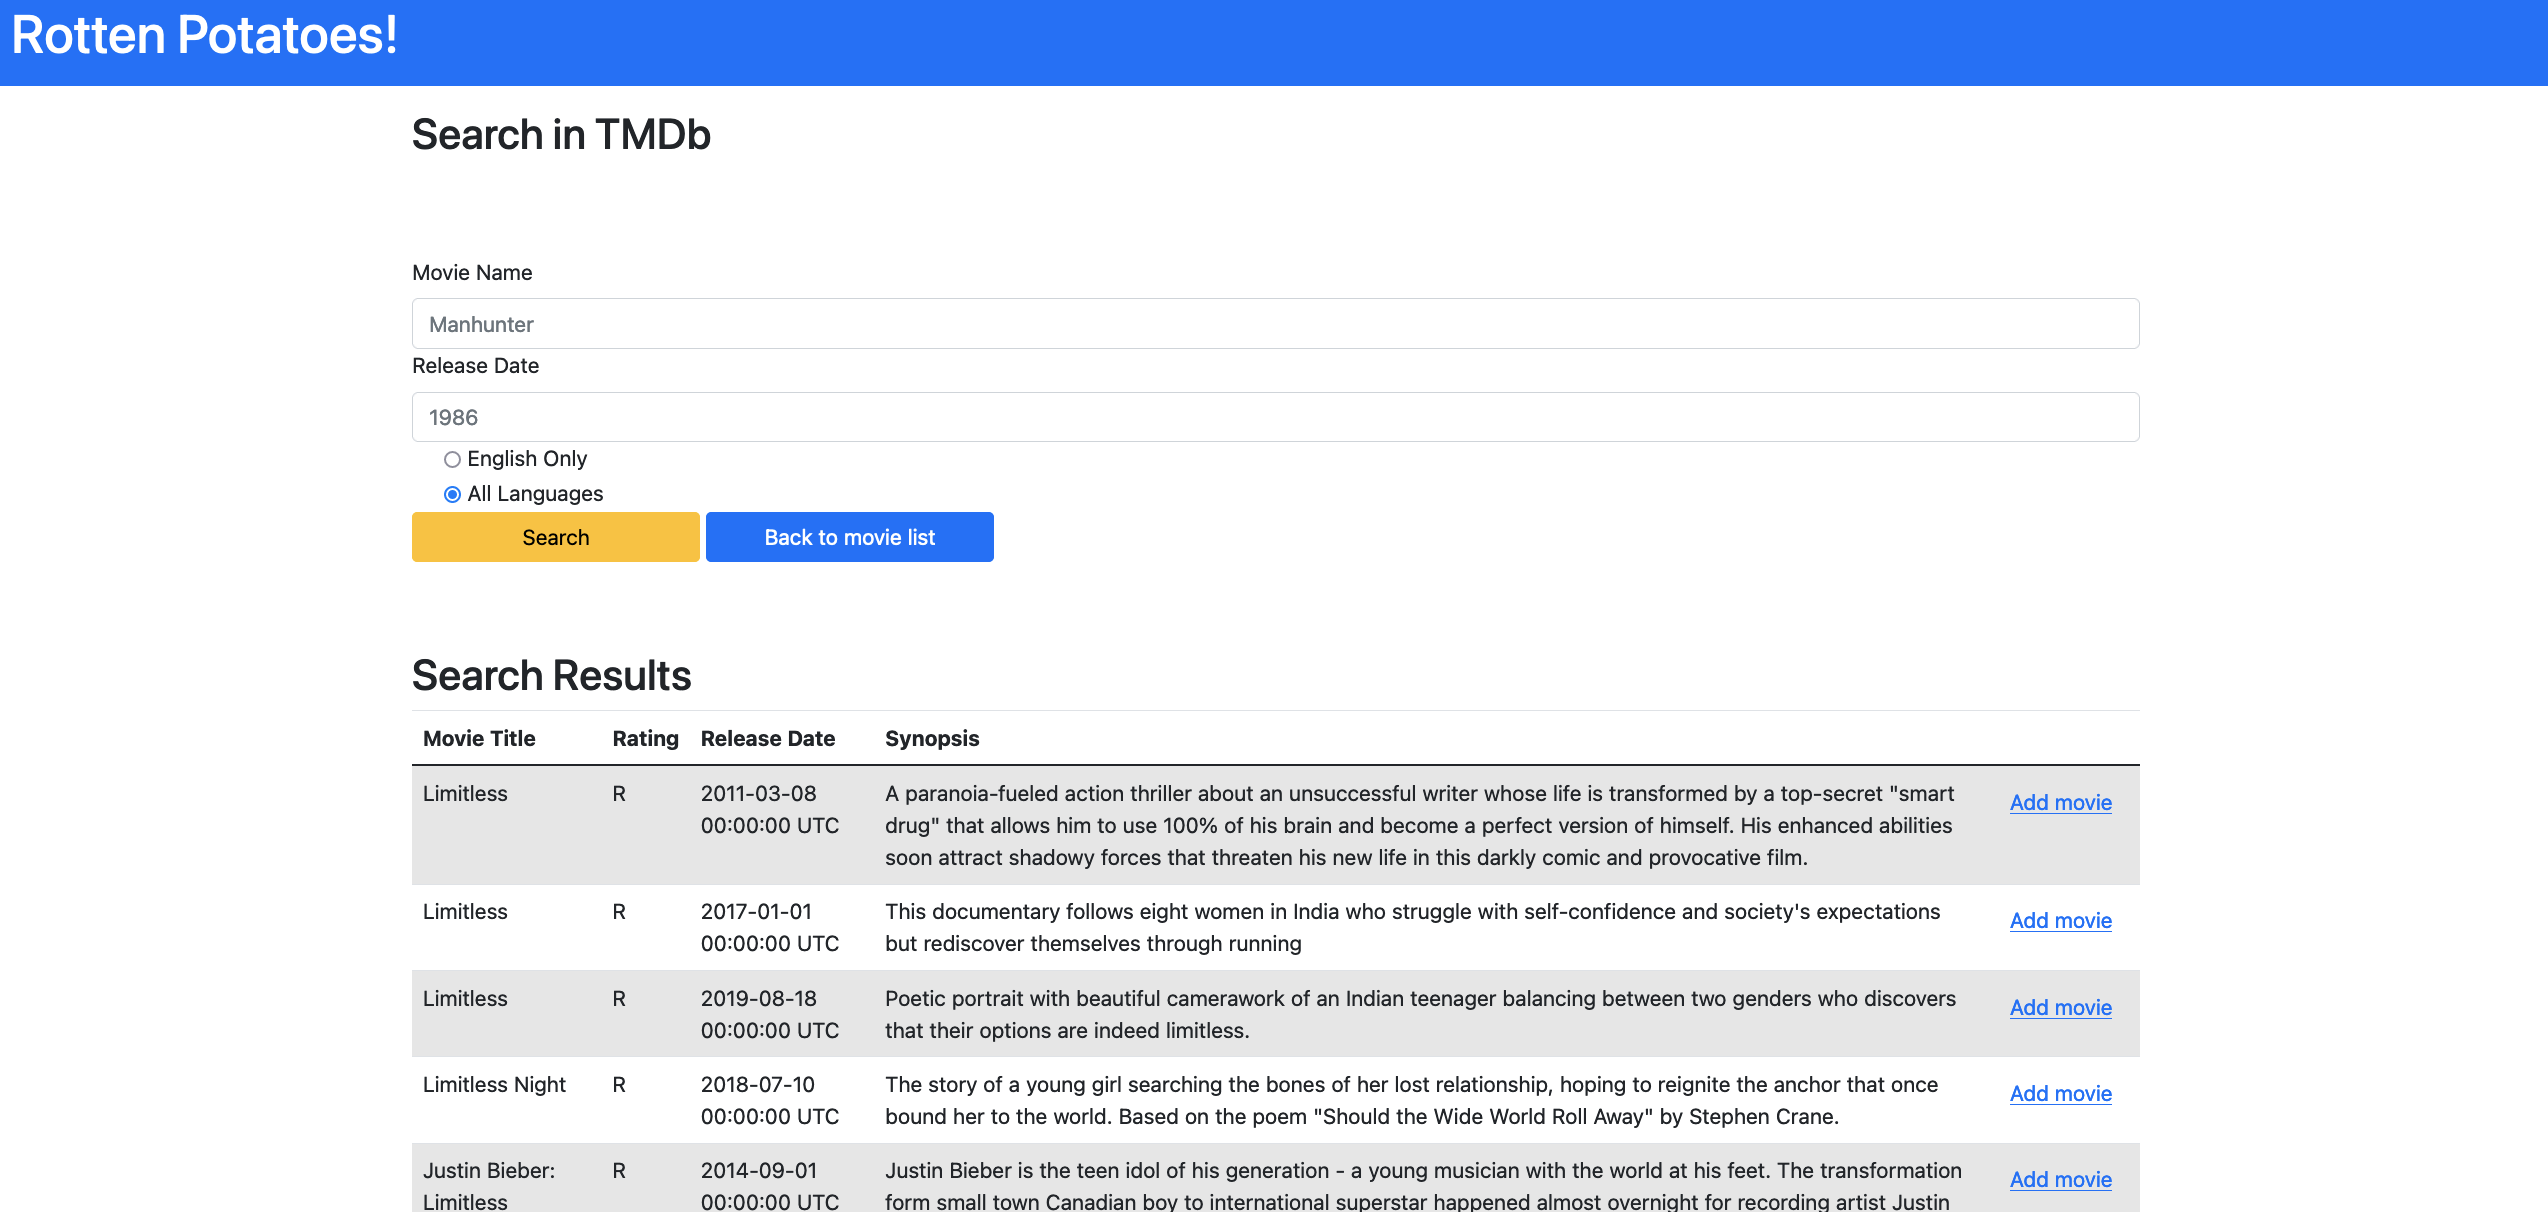 Rotten Potatoes!
Search in TMDb
Movie Name
Manhunter
Release Date
1986
English Only
All Languages
Search
Back to movie list
Search Results
Movie Title Rating Release Date Synopsis
Limitless R 2011-03-08 A paranoia-fueled action thriller about an unsuccessful writer whose life is transformed by a top-secret "smart Add movie
00:00:00 UTC drug" that allows him to use 100% of his brain and become a perfect version of himself. His enhanced abilities
soon attract shadowy forces that threaten his new life in this darkly comic and provocative film.
Limitless R 2017-01-01 This documentary follows eight women in India who struggle with self-confidence and society's expectations Add movie
00:00:00 UTC but rediscover themselves through running
Limitless R 2019-08-18 Poetic portrait with beautiful camerawork of an Indian teenager balancing between two genders who discovers Add movie
00:00:00 UTC that their options are indeed limitless.
Limitless Night R 2018-07-10 The story of a young girl searching the bones of her lost relationship, hoping to reignite the anchor that once Add movie
00:00:00 UTC bound her to the world. Based on the poem "Should the Wide World Roll Away" by Stephen Crane.
Justin Bieber: R 2014-09-01 Justin Bieber is the teen idol of his generation - a young musician with the world at his feet. The transformation Add movie
Limitless 00:00:00 UTC form small town Canadian boy to international superstar happened almost overnight for recording artist Justin